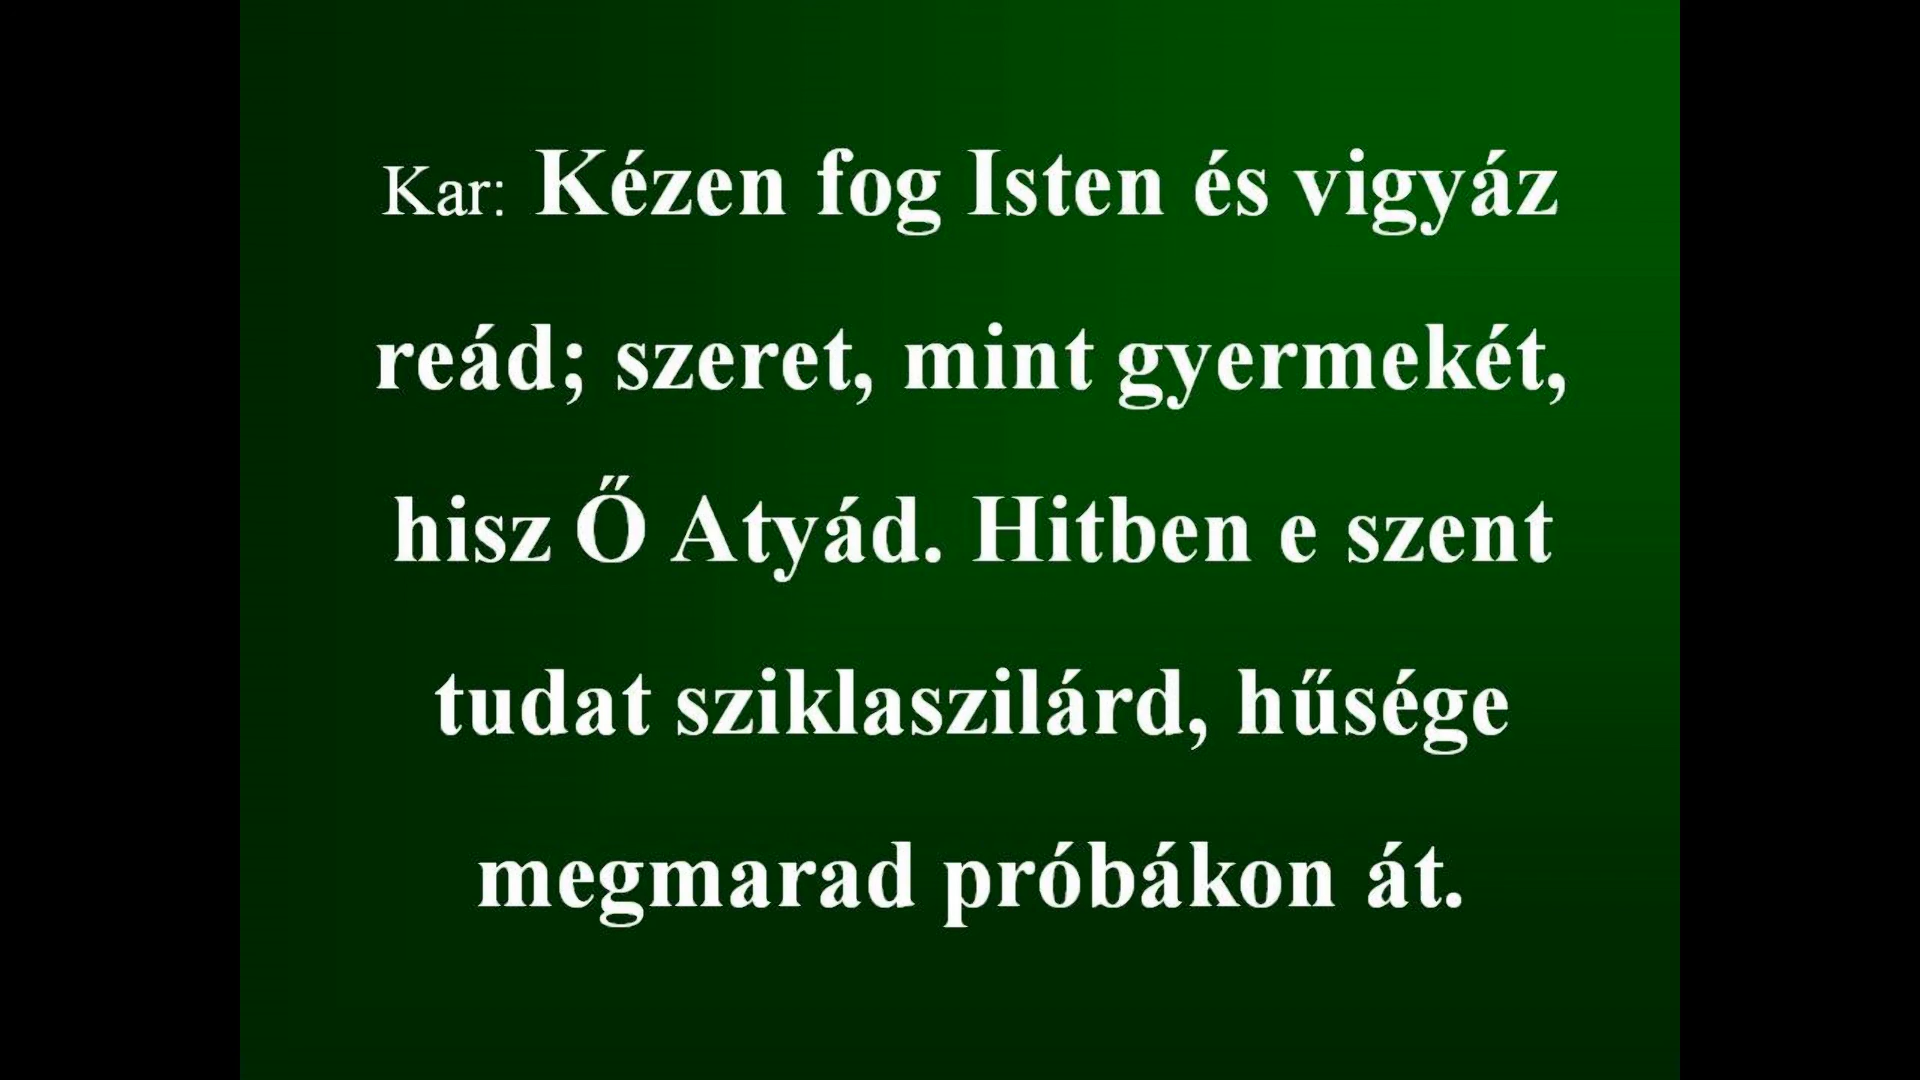 Kar: Kézen fog Isten és vigyáz
reád; szeret, mint gyermekét,
hisz Ő Atyád. Hitben e szent
tudat sziklaszilárd, hűsége
megmarad próbákon át.